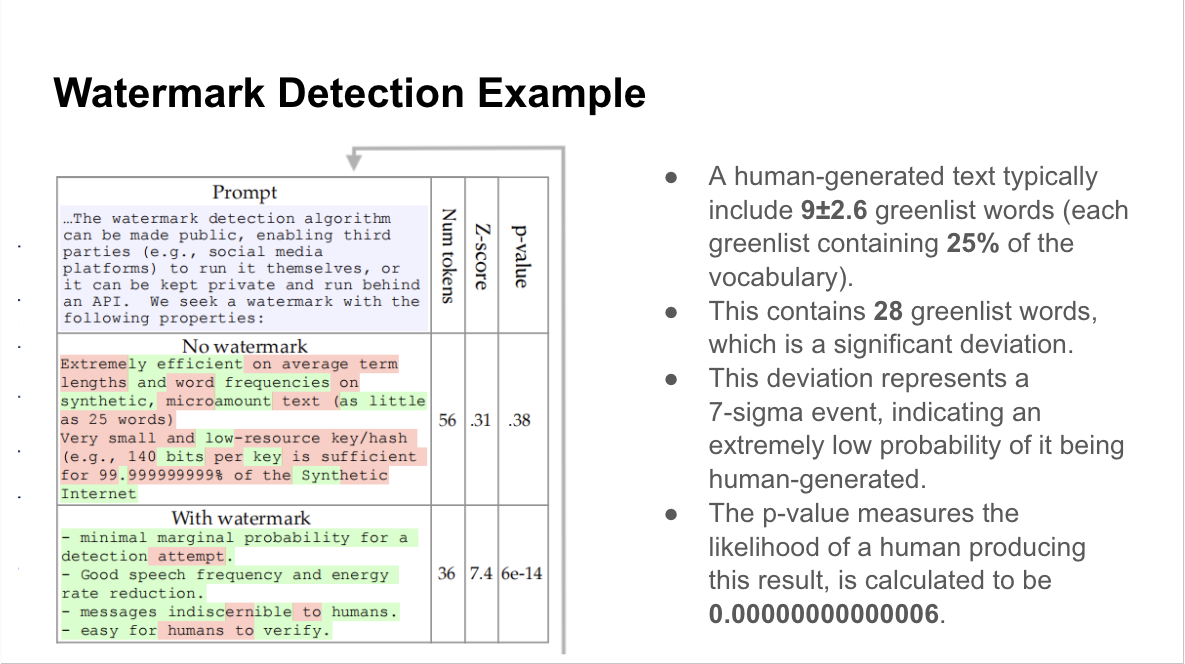 Watermark Detection Example
Prompt
…The watermark detection algorithm
can be made public, enabling third
parties (e.g., social media
platforms) to run it themselves, or
it can be kept private and run behind
an API. We seek a watermark with the
following properties:
Num tokens
Z-score
p-value
No watermark
Extremely efficient on average term
lengths and word frequencies on
synthetic, microamount text (as little
as 25 words)
Very small and low-resource key/hash
(e.g., 140 bits per key is sufficient
for 99.999999999% of the Synthetic
Internet
56
.31
.38
With watermark
- minimal marginal probability for a
detection attempt.
- Good speech frequency and energy
rate reduction.
- messages indiscernible to humans.
- easy for humans to verify.
36
7.4
6e-14
● A human-generated text typically
include 9±2.6 greenlist words (each
greenlist containing 25% of the
vocabulary).
● This contains 28 greenlist words,
which is a significant deviation.
● This deviation represents a
7-sigma event, indicating an
extremely low probability of it being
human-generated.
● The p-value measures the
likelihood of a human producing
this result, is calculated to be
0.00000000000006.